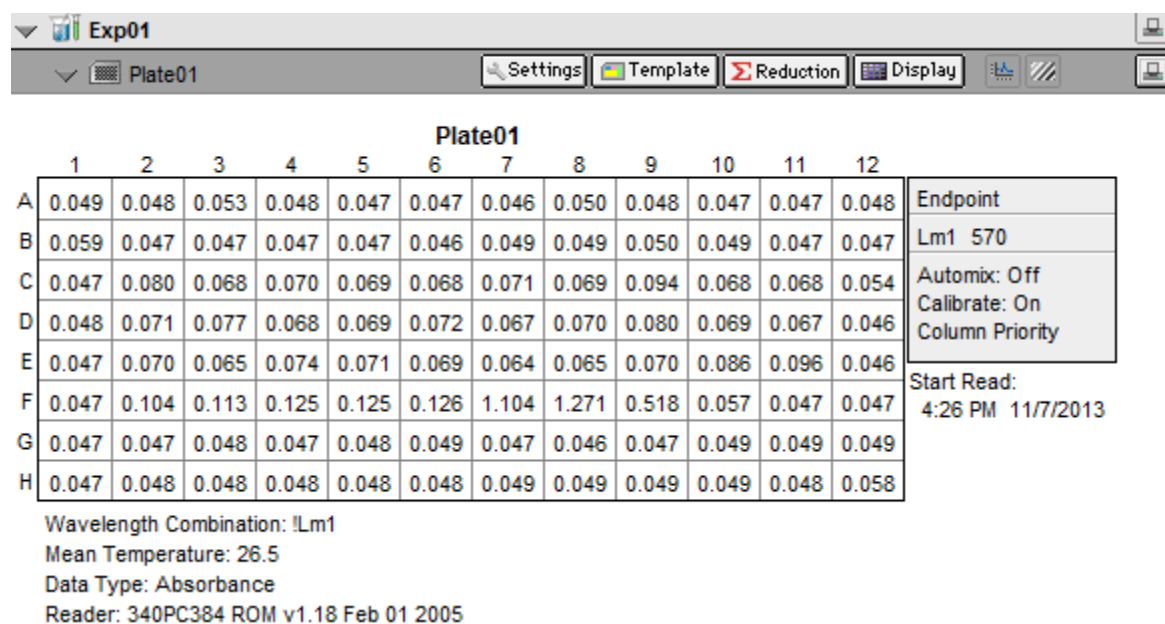 Exp01
Plate01 Settings Template Reduction Display
Plate01
1 2 3 4 5 6 7 8 9 10 11 12
A 0.049 0.048 0.053 0.048 0.047 0.047 0.046 0.050 0.048 0.047 0.047 0.048 Endpoint
B 0.059 0.047 0.047 0.047 0.047 0.046 0.049 0.049 0.050 0.049 0.047 0.047 Lm1 570
C 0.047 0.080 0.068 0.070 0.069 0.068 0.071 0.069 0.094 0.068 0.068 0.054 Automix: Off
Calibrate: On
D 0.048 0.071 0.077 0.068 0.069 0.072 0.067 0.070 0.080 0.069 0.067 0.046 Column Priority
E 0.047 0.070 0.065 0.074 0.071 0.069 0.064 0.065 0.070 0.086 0.096 0.046
Start Read:
F 0.047 0.104 0.113 0.125 0.125 0.126 1.104 1.271 0.518 0.057 0.047 0.047 4:26 PM 11/7/2013
G 0.047 0.047 0.048 0.047 0.048 0.049 0.047 0.046 0.047 0.049 0.049 0.049
H 0.047 0.048 0.048 0.048 0.048 0.048 0.049 0.049 0.049 0.049 0.048 0.058
Wavelength Combination: !Lm1
Mean Temperature: 26.5
Data Type: Absorbance
Reader: 340PC384 ROM v1.18 Feb 01 2005